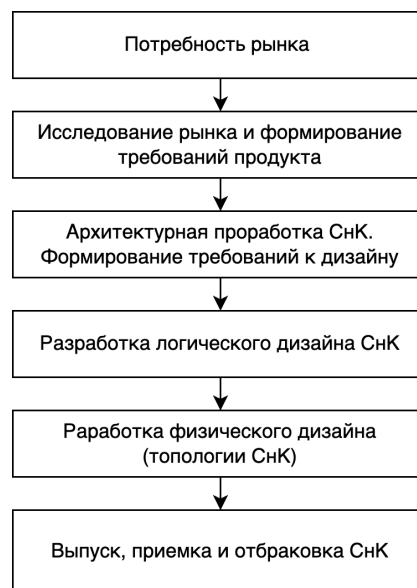 Потребность рынка
Исследование рынка и формирование
требований продукта
Архитектурная проработка СнК.
Формирование требований к дизайну
Разработка логического дизайна СнК
Раработка физического дизайна
(топологии СнК)
Выпуск, приемка и отбраковка СнК